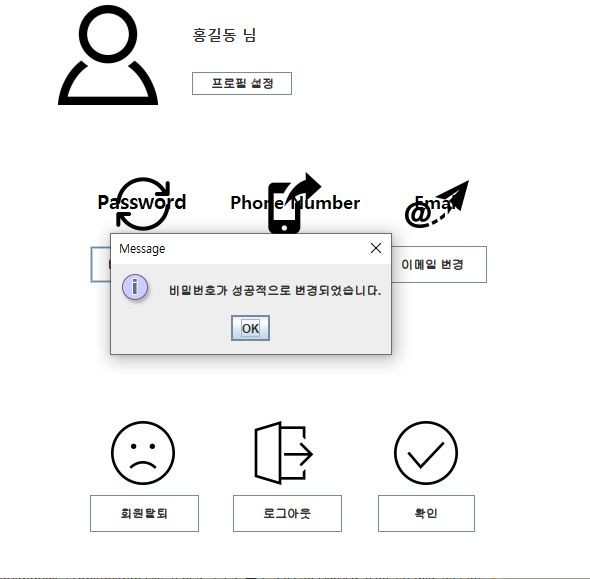 홍길동 님
프로필 설정
Password
Phone Number
Email
이메일 변경
Message
비밀번호가 성공적으로 변경되었습니다.
OK
회원탈퇴
로그아웃
확인